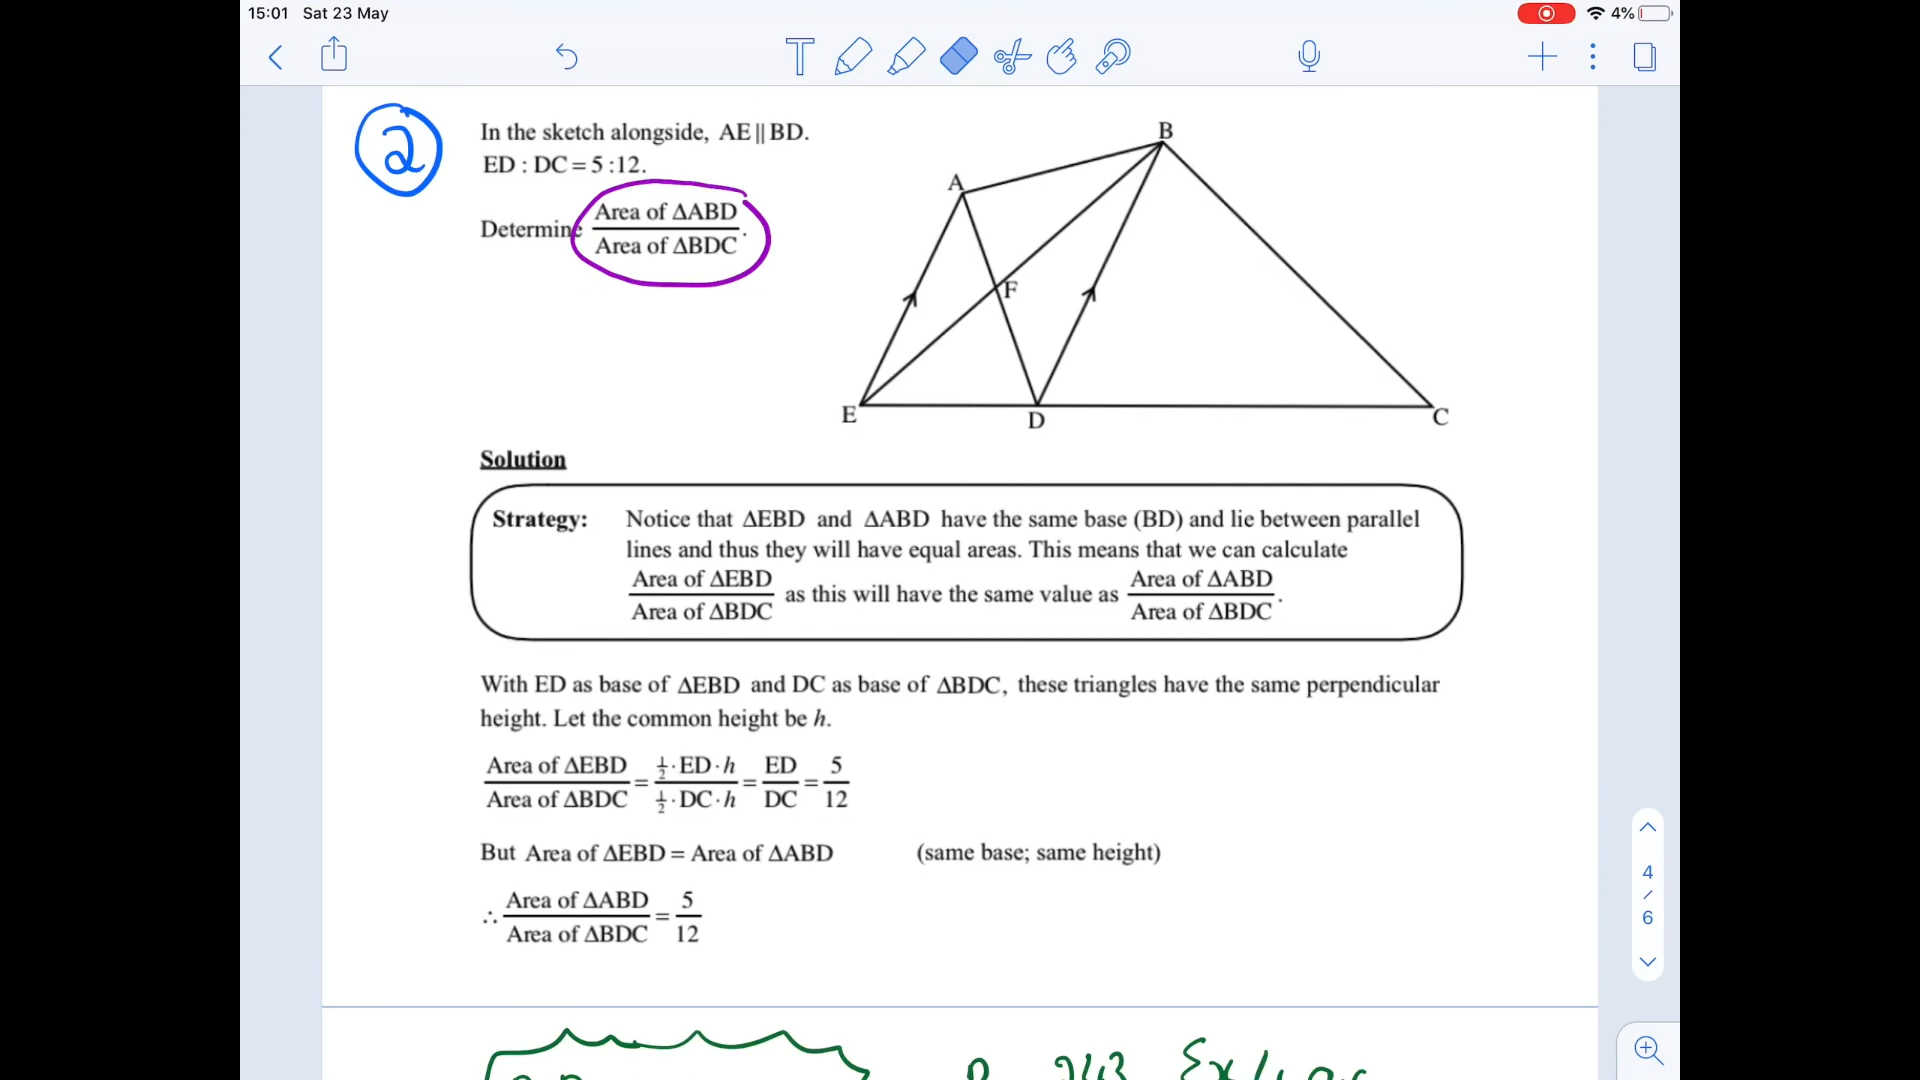 15:01 Sat 23 May 4%
T
2
In the sketch alongside, AE || BD.
ED : DC = 5 : 12.
Determine Area of ΔABD / Area of ΔBDC.
B
A
F
E
D
C
Solution
Strategy: Notice that ΔEBD and ΔABD have the same base (BD) and lie between parallel
lines and thus they will have equal areas. This means that we can calculate
Area of ΔEBD / Area of ΔBDC as this will have the same value as Area of ΔABD / Area of ΔBDC.
With ED as base of ΔEBD and DC as base of ΔBDC, these triangles have the same perpendicular
height. Let the common height be h.
Area of ΔEBD / Area of ΔBDC = ½ · ED · h / ½ · DC · h = ED / DC = 5 / 12
But Area of ΔEBD = Area of ΔABD (same base; same height)
∴ Area of ΔABD / Area of ΔBDC = 5 / 12
4
/
6